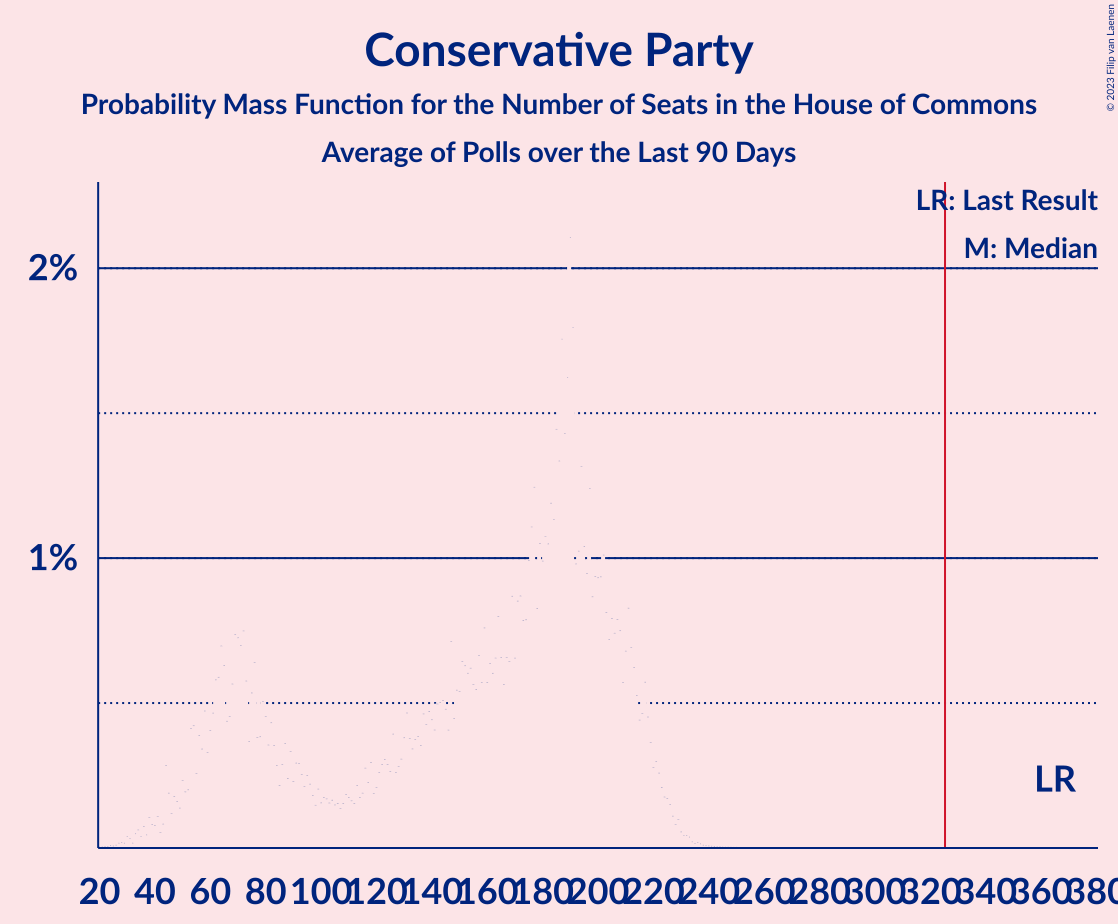 Conservative Party
Probability Mass Function for the Number of Seats in the House of Commons
Average of Polls over the Last 90 Days
© 2023 Filip van Laenen
LR: Last Result
M: Median
2%
1%
LR
20 40 60 80 100 120 140 160 180 200 220 240 260 280 300 320 340 360 380